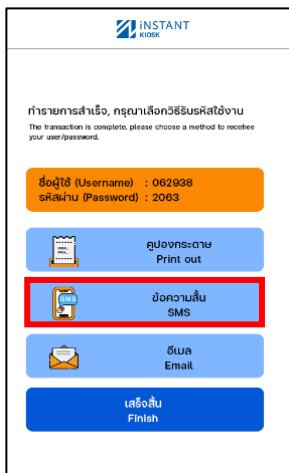 INSTANT
KIOSK
ทำรายการสำเร็จ, กรุณาเลือกวิธีรับรหัสใช้งาน
The transaction is complete, please choose a method to recehee
your user/password.
ชื่อผู้ใช้ (Username) : 062938
รหัสผ่าน (Password) : 2063
คูปองกระดาษ
Print out
SMS
ข้อความสั้น
SMS
อีเมล
Email
เสร็จสิ้น
Finish